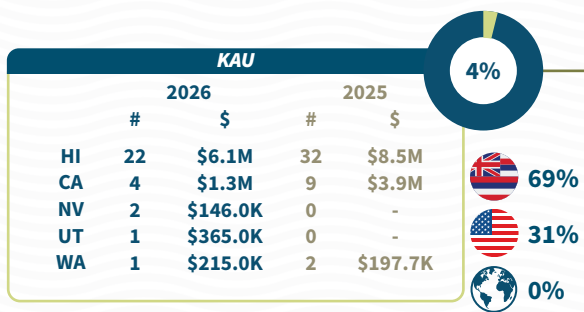 KAU
4%
2026 2025
# $ # $
HI 22 $6.1M 32 $8.5M
CA 4 $1.3M 9 $3.9M
NV 2 $146.0K 0 -
UT 1 $365.0K 0 -
WA 1 $215.0K 2 $197.7K
69%
31%
0%